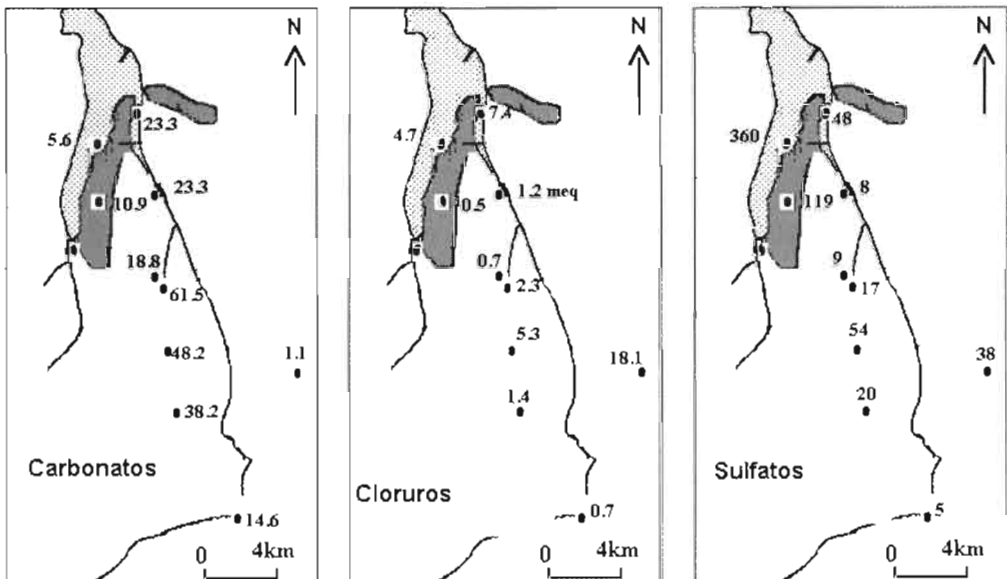 N
23.3
5.6
23.3
10.9
18.8
61.5
48.2
1.1
38.2
Carbonatos
14.6
0 4km
N
7.4
4.7
1.2 meq
0.5
0.7
2.3
5.3
18.1
1.4
Cloruros
0.7
0 4km
N
48
360
8
119
9
17
54
38
20
Sulfatos
5
0 4km